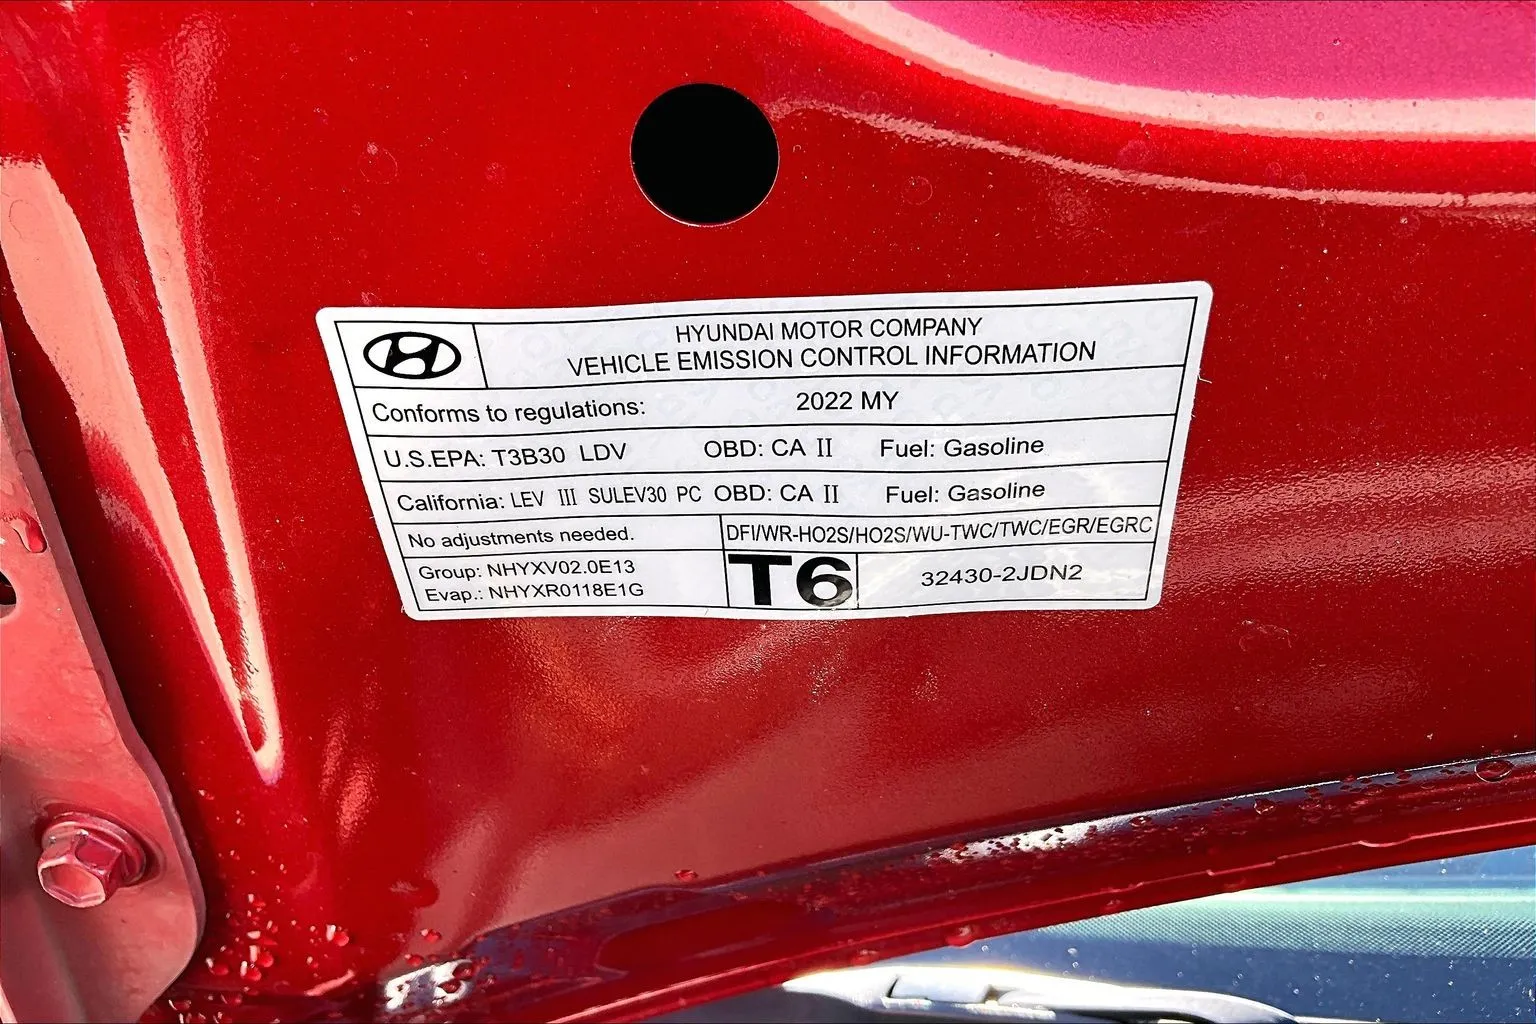 HYUNDAI MOTOR COMPANY
VEHICLE EMISSION CONTROL INFORMATION
Conforms to regulations: 2022 MY
U.S.EPA: T3B30 LDV OBD: CA II Fuel: Gasoline
California: LEV III SULEV30 PC OBD: CA II Fuel: Gasoline
No adjustments needed. DFI/WR-HO2S/HO2S/WU-TWC/TWC/EGR/EGRC
Group: NHYXV02.0E13
Evap.: NHYXR0118E1G
T6
32430-2JDN2